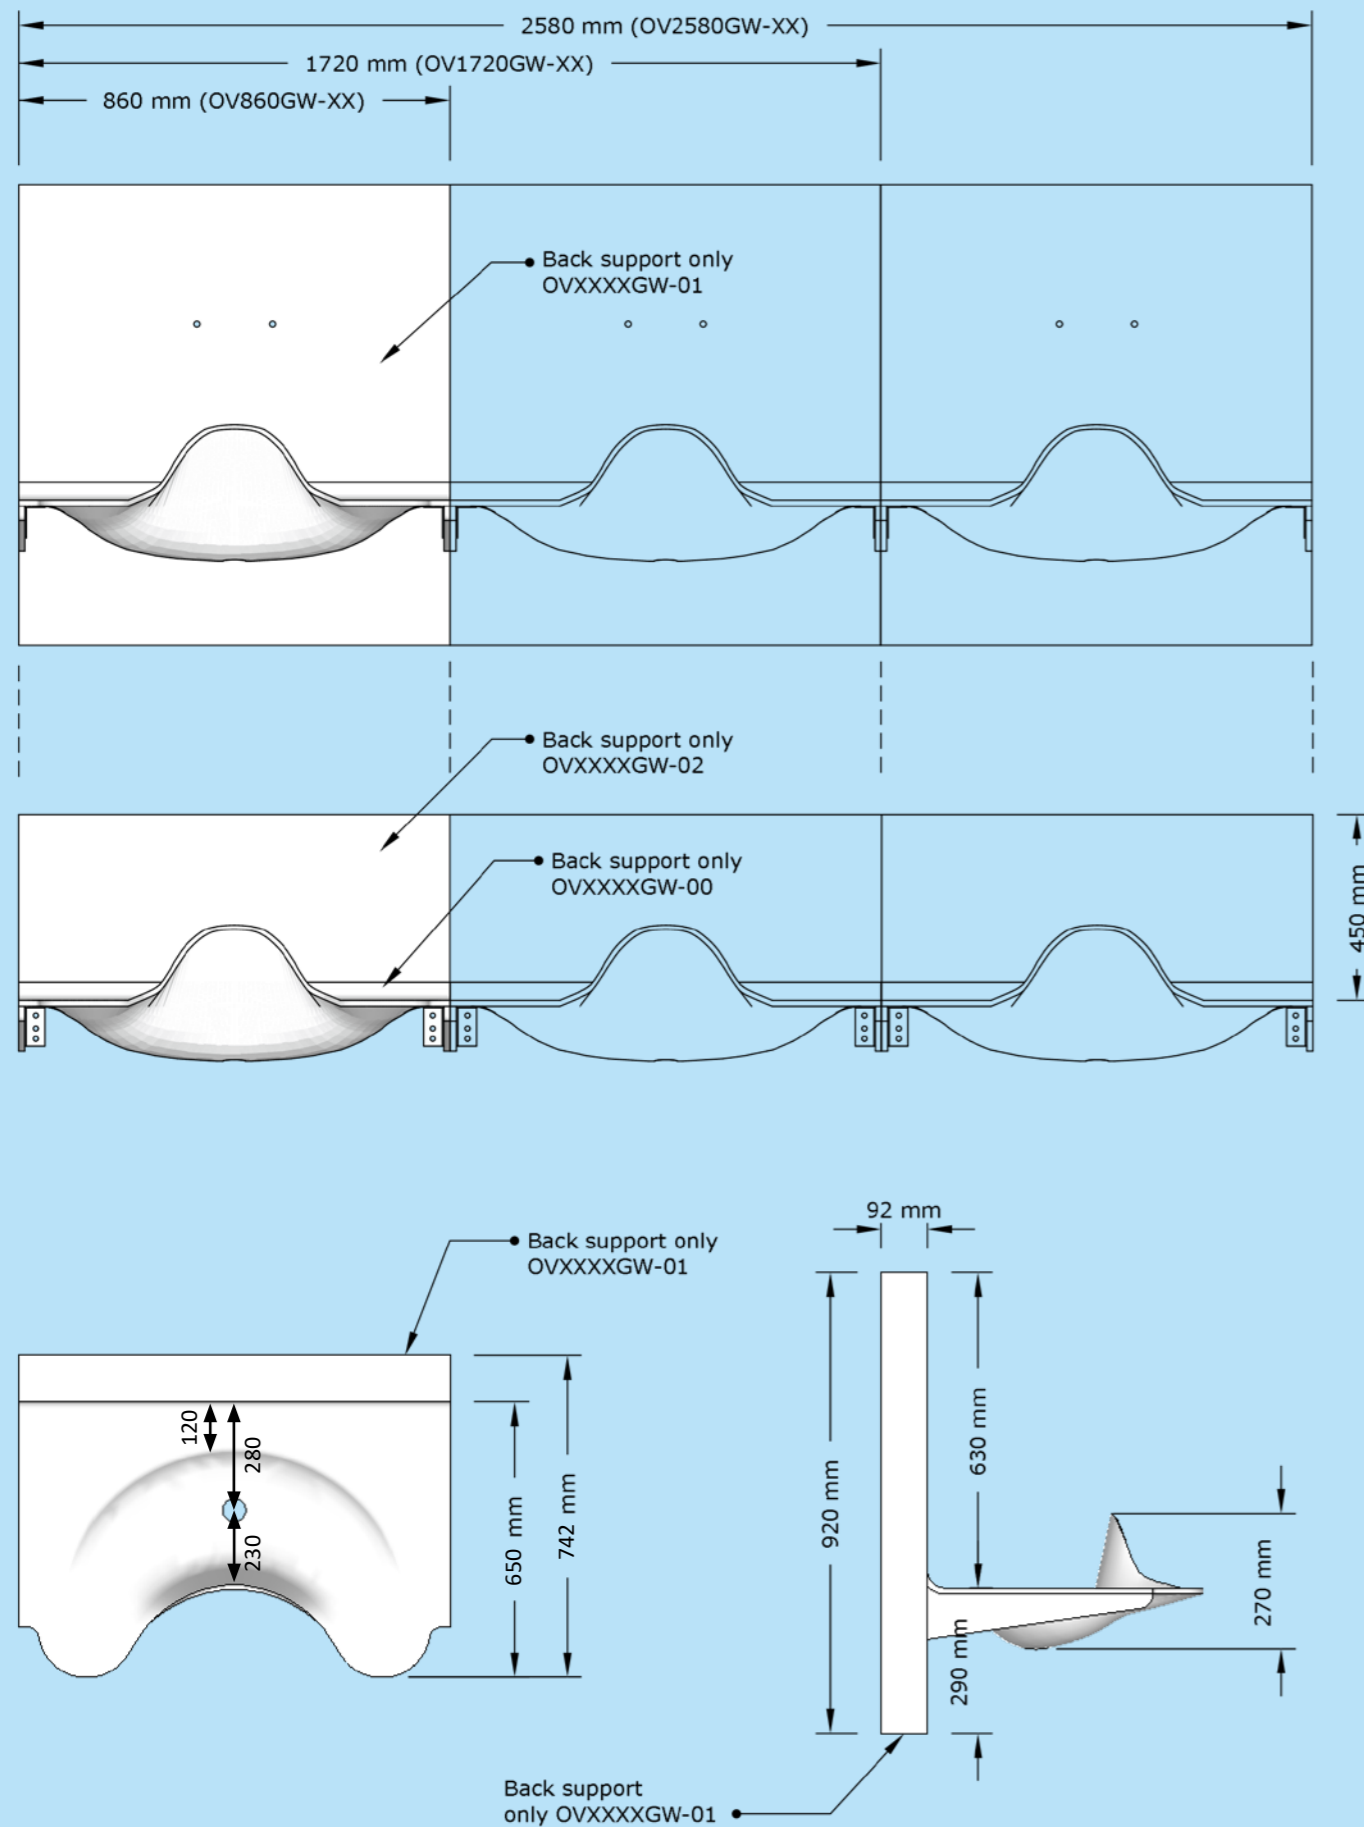 2580 mm (OV2580GW-XX)
1720 mm (OV1720GW-XX)
860 mm (OV860GW-XX)
Back support only
OVXXXXGW-01
Back support only
OVXXXXGW-02
Back support only
OVXXXXGW-00
450 mm
92 mm
Back support only
OVXXXXGW-01
120
280
230
650 mm
742 mm
920 mm
630 mm
290 mm
270 mm
Back support
only OVXXXXGW-01